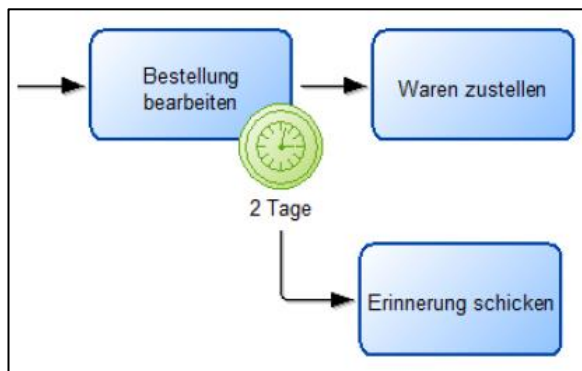 Bestellung
bearbeiten
Waren zustellen
2 Tage
Erinnerung schicken